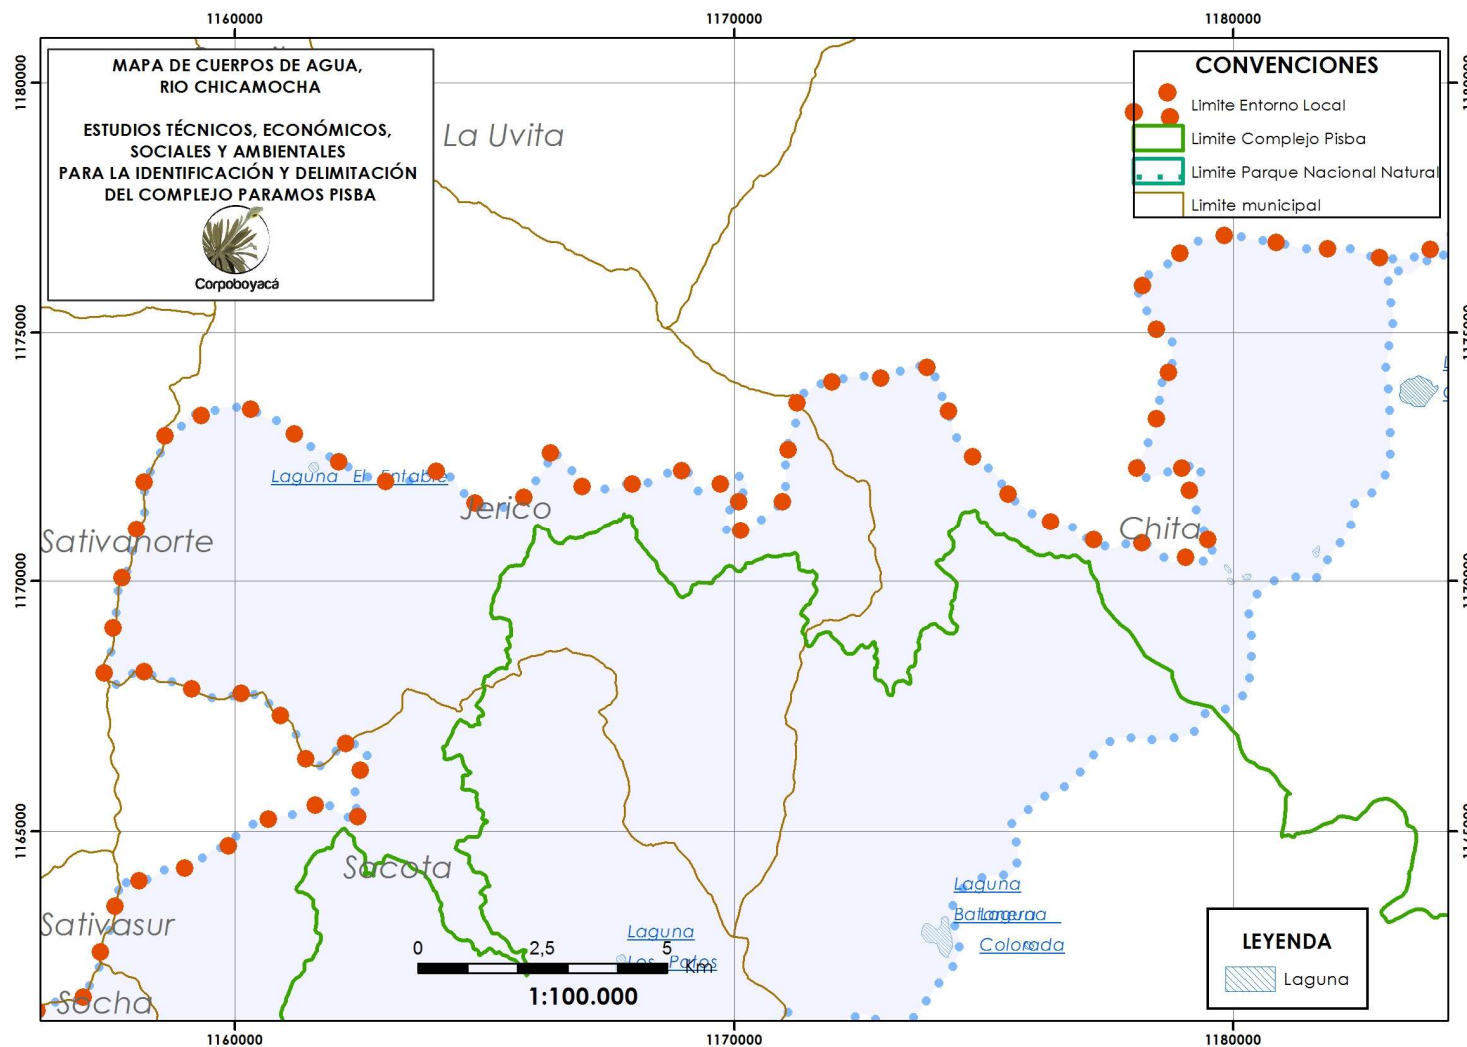 1160000
1170000
1180000
MAPA DE CUERPOS DE AGUA,
RIO CHICAMOCHA
ESTUDIOS TÉCNICOS, ECONÓMICOS,
SOCIALES Y AMBIENTALES
PARA LA IDENTIFICACIÓN Y DELIMITACIÓN
DEL COMPLEJO PARAMOS PISBA
Corpoboyacá
La Uvita
CONVENCIONES
Limite Entorno Local
Limite Complejo Pisba
Limite Parque Nacional Natural
Limite municipal
1180000
1175000
1175000
Laguna El Entable
Jerico
Sativanorte
Chita
1170000
1170000
1165000
1165000
Sacota
Sativasur
Laguna
Laguna
Colorada
Laguna
Los Patos
Socha
0
2,5
5
Km
1:100.000
LEYENDA
Laguna
1160000
1170000
1180000